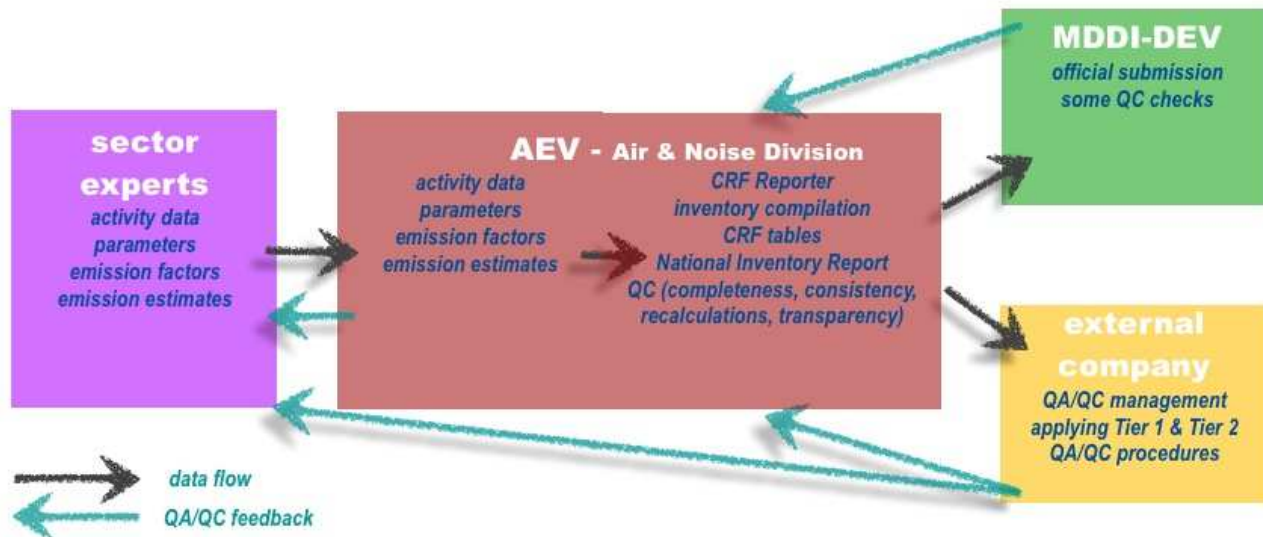 MDDI-DEV
official submission
some QC checks
sector
experts
activity data
parameters
emission factors
emission estimates
AEV - Air & Noise Division
activity data
parameters
emission factors
emission estimates
CRF Reporter
inventory compilation
CRF tables
National Inventory Report
QC (completeness, consistency,
recalculations, transparency)
external
company
QA/QC management
applying Tier 1 & Tier 2
QA/QC procedures
data flow
QA/QC feedback